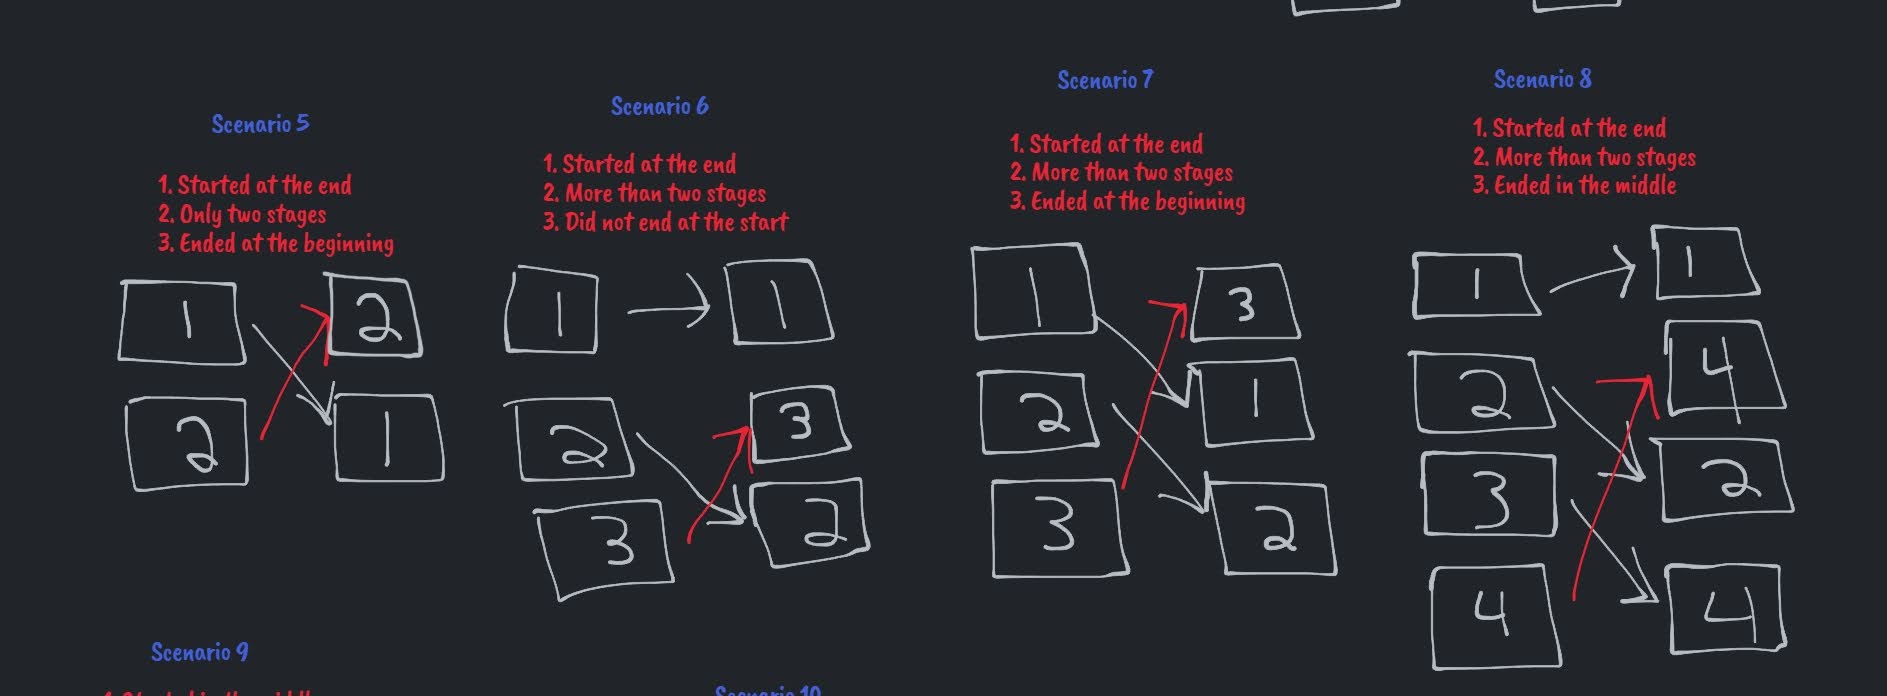 Scenario 5
1. Started at the end
2. Only two stages
3. Ended at the beginning
1
2
2
1
Scenario 6
1. Started at the end
2. More than two stages
3. Did not end at the start
1
1
2
3
3
2
Scenario 7
1. Started at the end
2. More than two stages
3. Ended at the beginning
1
3
2
1
3
2
Scenario 8
1. Started at the end
2. More than two stages
3. Ended in the middle
1
1
2
4
3
2
4
4
Scenario 9
Scenario 10